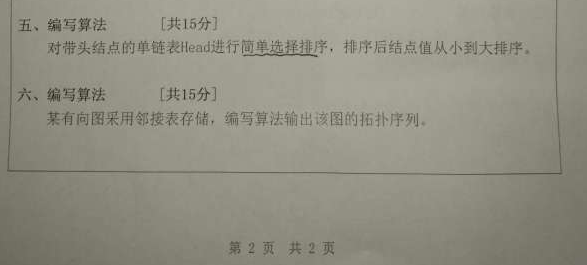 五、编写算法 [共15分]
对带头结点的单链表Head进行简单选择排序，排序后结点值从小到大排序。
六、编写算法 [共15分]
某有向图采用邻接表存储，编写算法输出该图的拓扑序列。
第 2 页 共 2 页